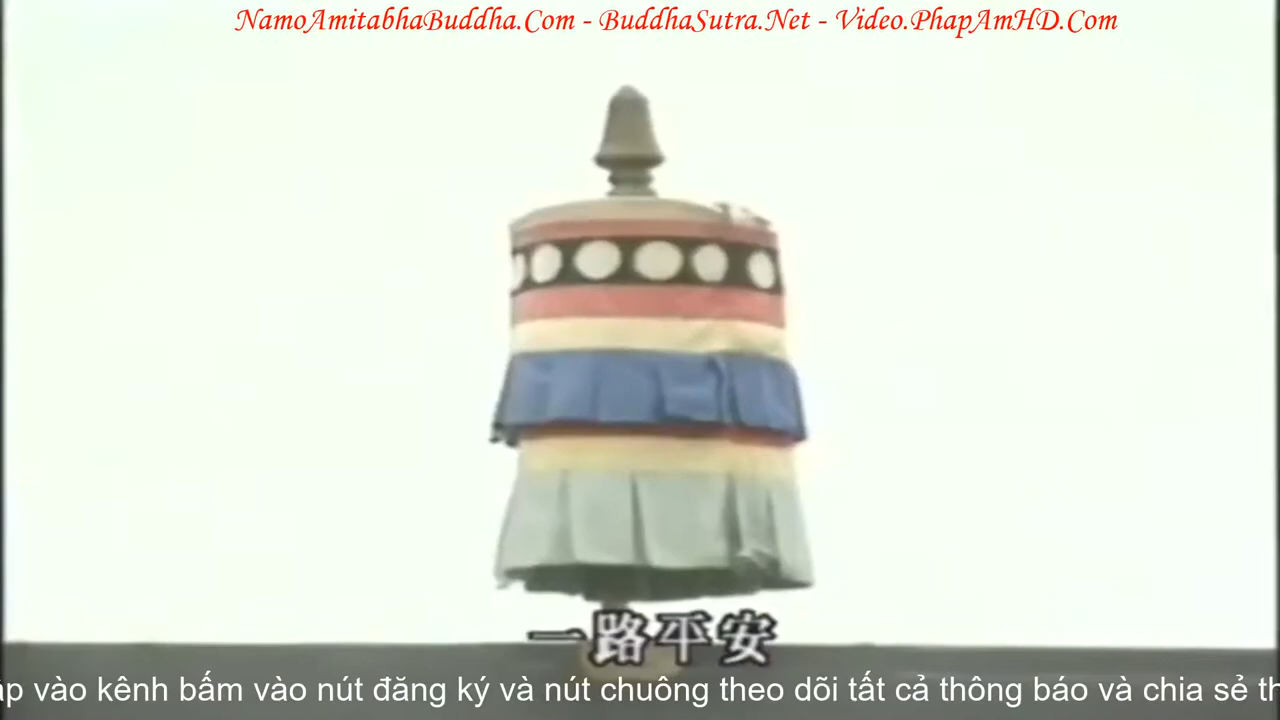 NamoAmitabhaBuddha.Com - BuddhaSutra.Net - Video.PhapAmHD.Com
一路平安
vào kênh bấm vào nút đăng ký và nút chuông theo dõi tất cả thông báo và chia sẻ